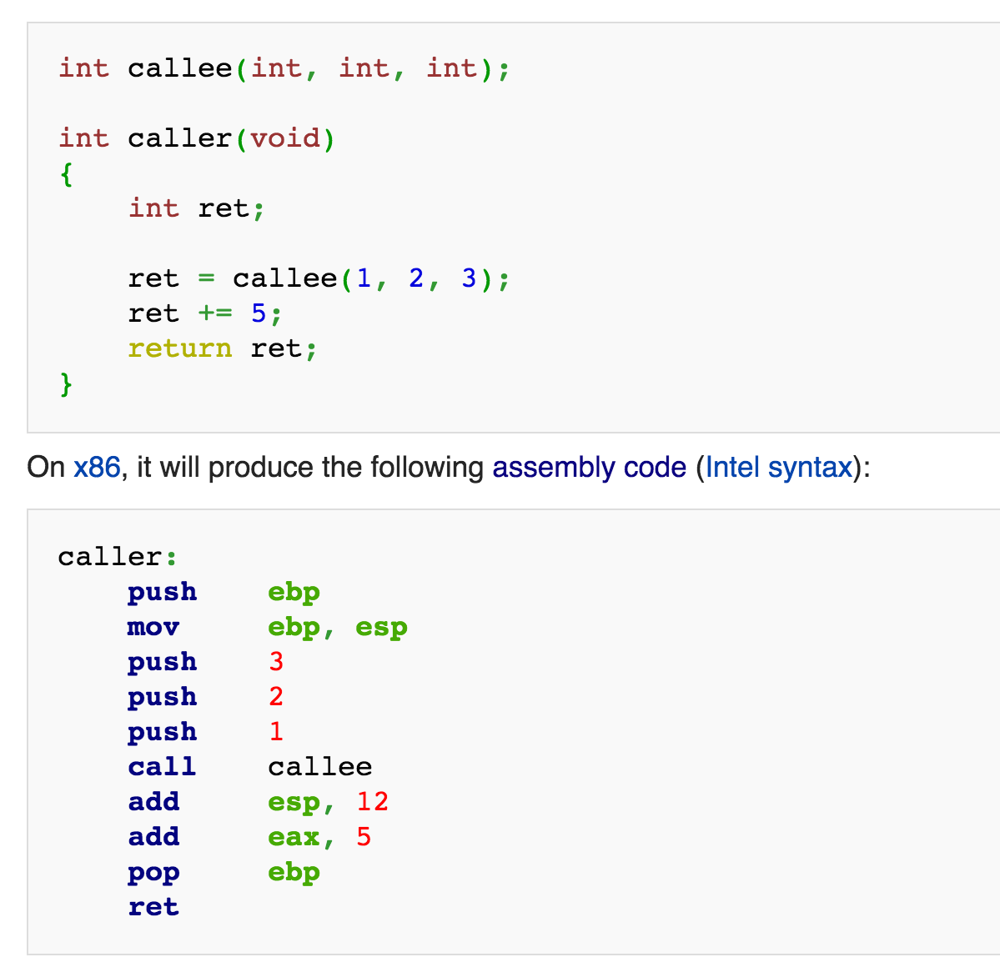 int callee(int, int, int);
int caller(void)
{
    int ret;
    ret = callee(1, 2, 3);
    ret += 5;
    return ret;
}
On x86, it will produce the following assembly code (Intel syntax):
caller:
    push    ebp
    mov     ebp, esp
    push    3
    push    2
    push    1
    call    callee
    add     esp, 12
    add     eax, 5
    pop     ebp
    ret